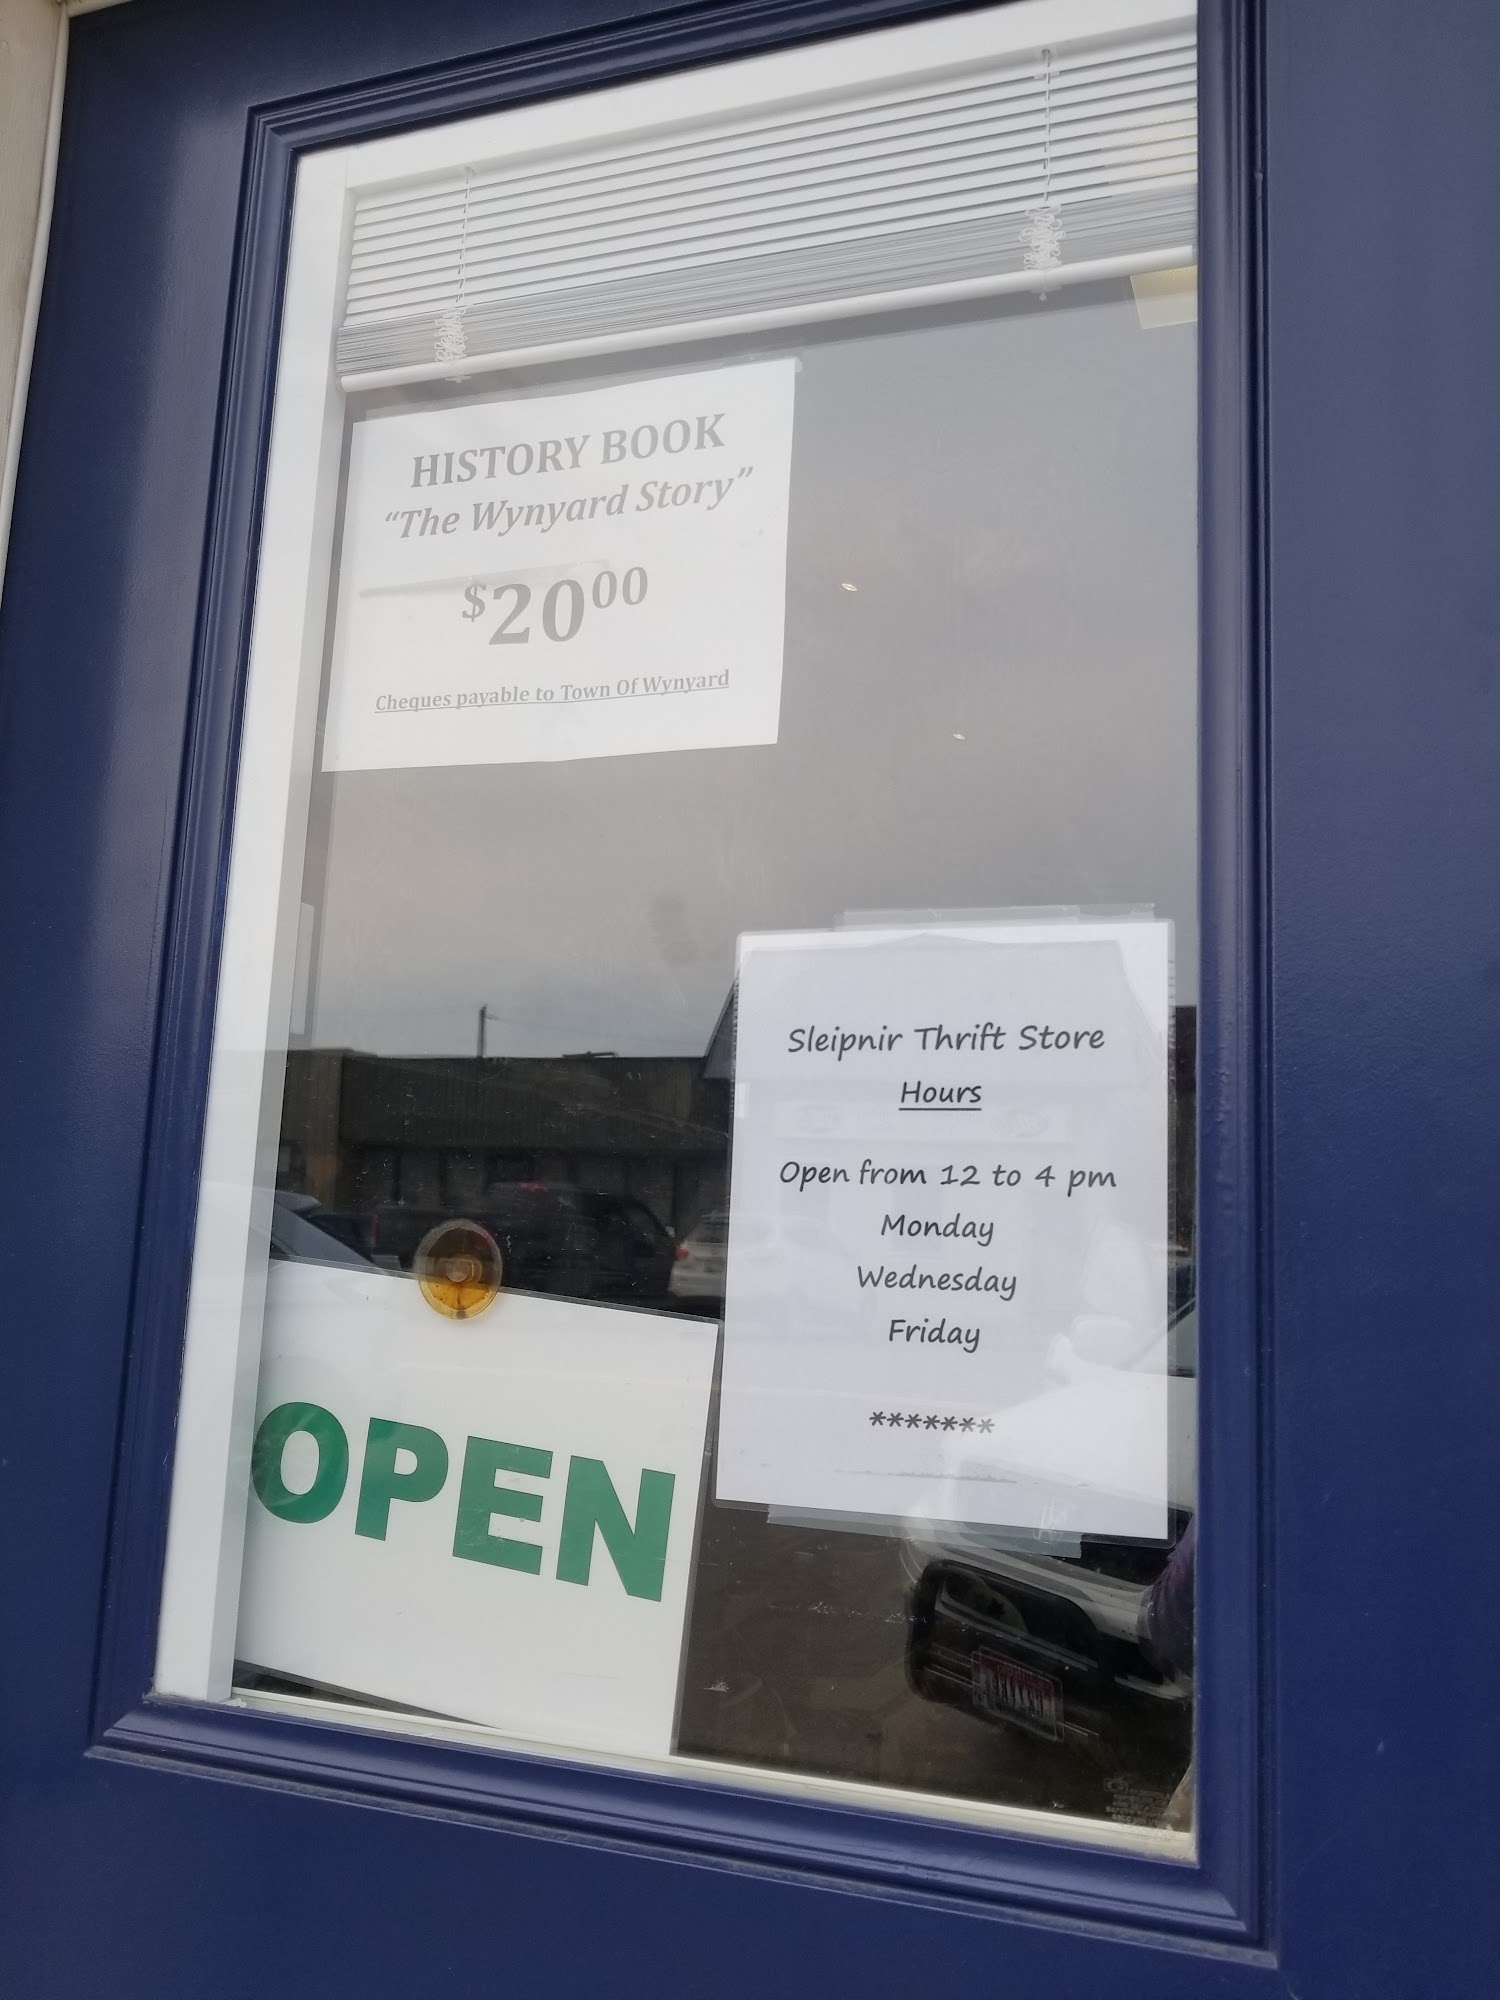 HISTORY BOOK
“The Wynyard Story”
$20 00
Cheques payable to Town Of Wynyard
Sleipnir Thrift Store
Hours
Open from 12 to 4 pm
Monday
Wednesday
Friday
*******
OPEN